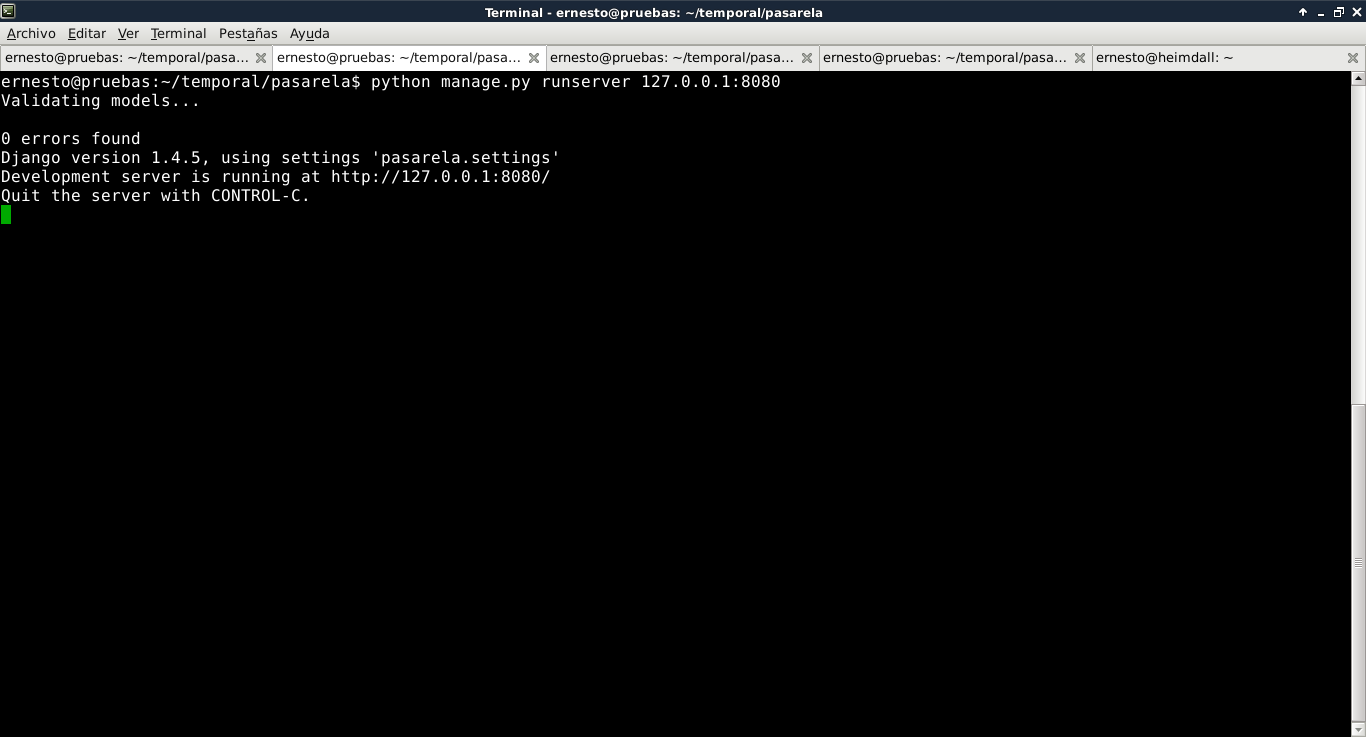 Terminal - ernesto@pruebas: ~/temporal/pasarela
Archivo Editar Ver Terminal Pestañas Ayuda
ernesto@pruebas: ~/temporal/pasa... ernesto@pruebas: ~/temporal/pasa... ernesto@pruebas: ~/temporal/pasa... ernesto@pruebas: ~/temporal/pasa... ernesto@heimdall: ~
ernesto@pruebas:~/temporal/pasarela$ python manage.py runserver 127.0.0.1:8080
Validating models...
0 errors found
Django version 1.4.5, using settings 'pasarela.settings'
Development server is running at http://127.0.0.1:8080/
Quit the server with CONTROL-C.